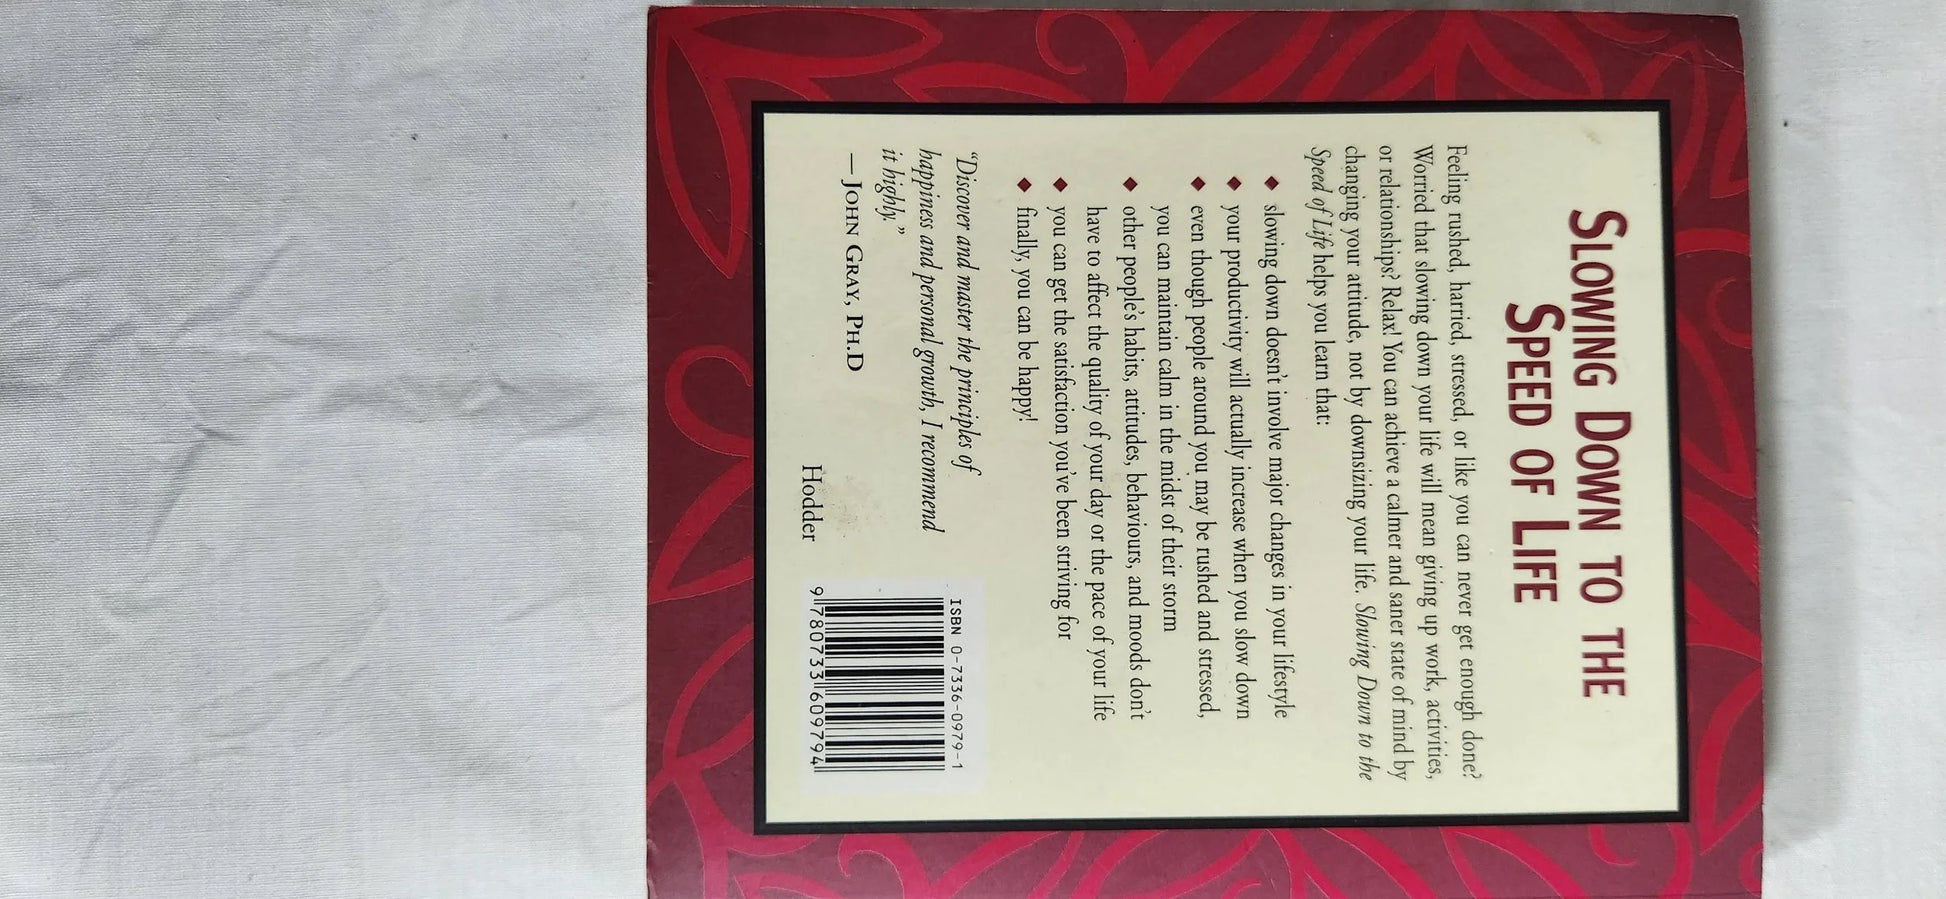 SLOWING DOWN TO THE
SPEED OF LIFE
Feeling rushed, harried, stressed, or like you can never get enough done?
Worried that slowing down your life will mean giving up work, activities,
or relationships? Relax! You can achieve a calmer and saner state of mind by
changing your attitude, not by downsizing your life. Slowing Down to the
Speed of Life helps you learn that:
◆ slowing down doesn't involve major changes in your lifestyle
◆ your productivity will actually increase when you slow down
◆ even though people around you may be rushed and stressed,
you can maintain calm in the midst of their storm
◆ other people's habits, attitudes, behaviours, and moods don't
have to affect the quality of your day or the pace of your life
◆ you can get the satisfaction you've been striving for
◆ finally, you can be happy!
"Discover and master the principles of
happiness and personal growth, I recommend
it highly."
—JOHN GRAY, PH.D
Hodder
ISBN 0-7336-0979-1
9 780733 609794